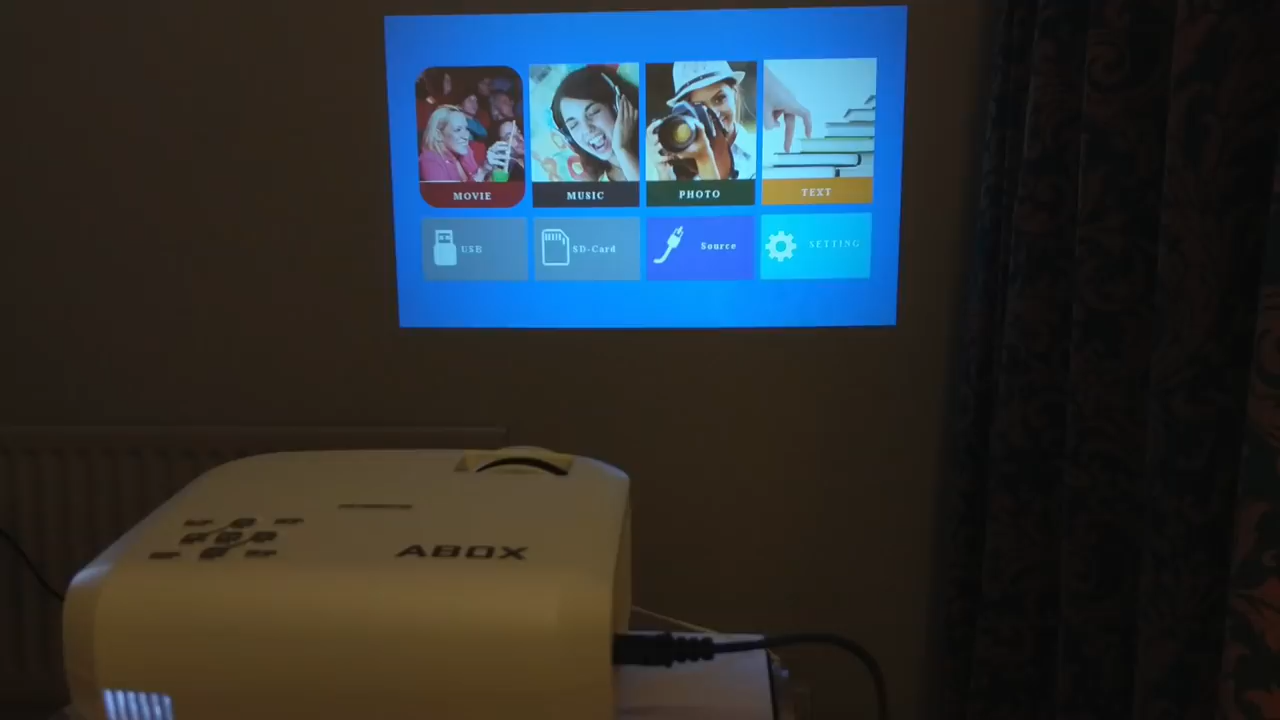 MOVIE
MUSIC
PHOTO
TEXT
USB
SD-Card
Source
SETTING
ABOX